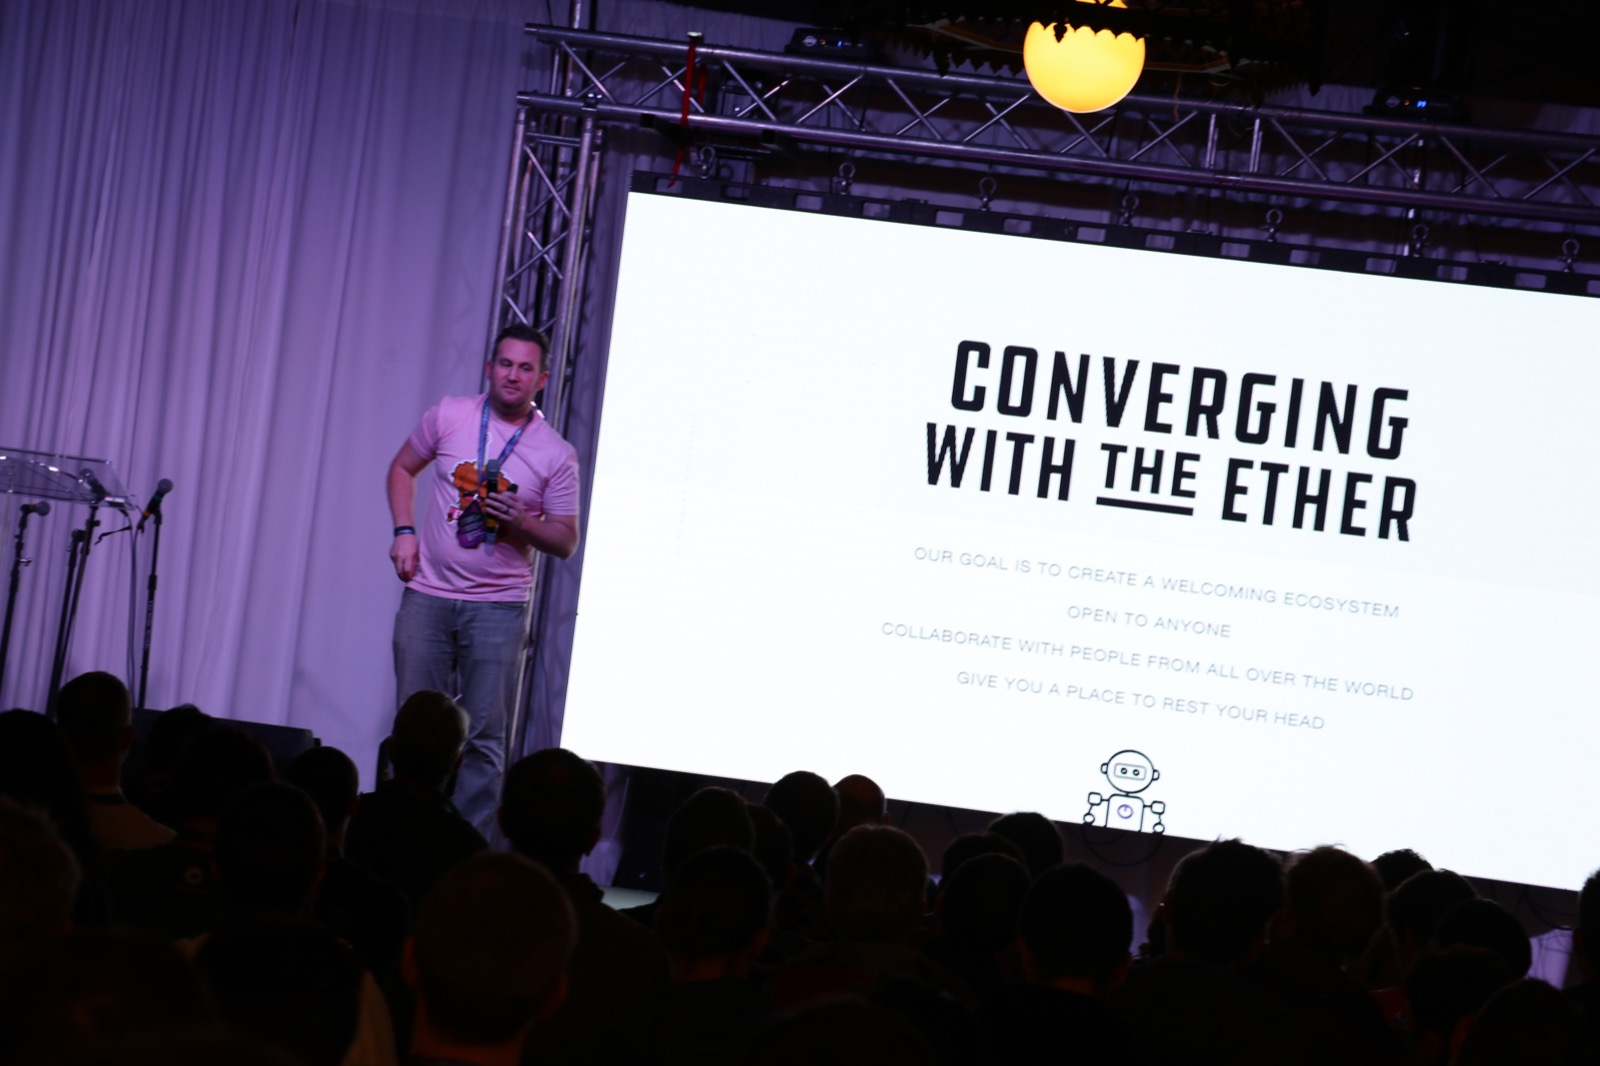 CONVERGING
WITH THE ETHER
OUR GOAL IS TO CREATE A WELCOMING ECOSYSTEM
OPEN TO ANYONE
COLLABORATE WITH PEOPLE FROM ALL OVER THE WORLD
GIVE YOU A PLACE TO REST YOUR HEAD